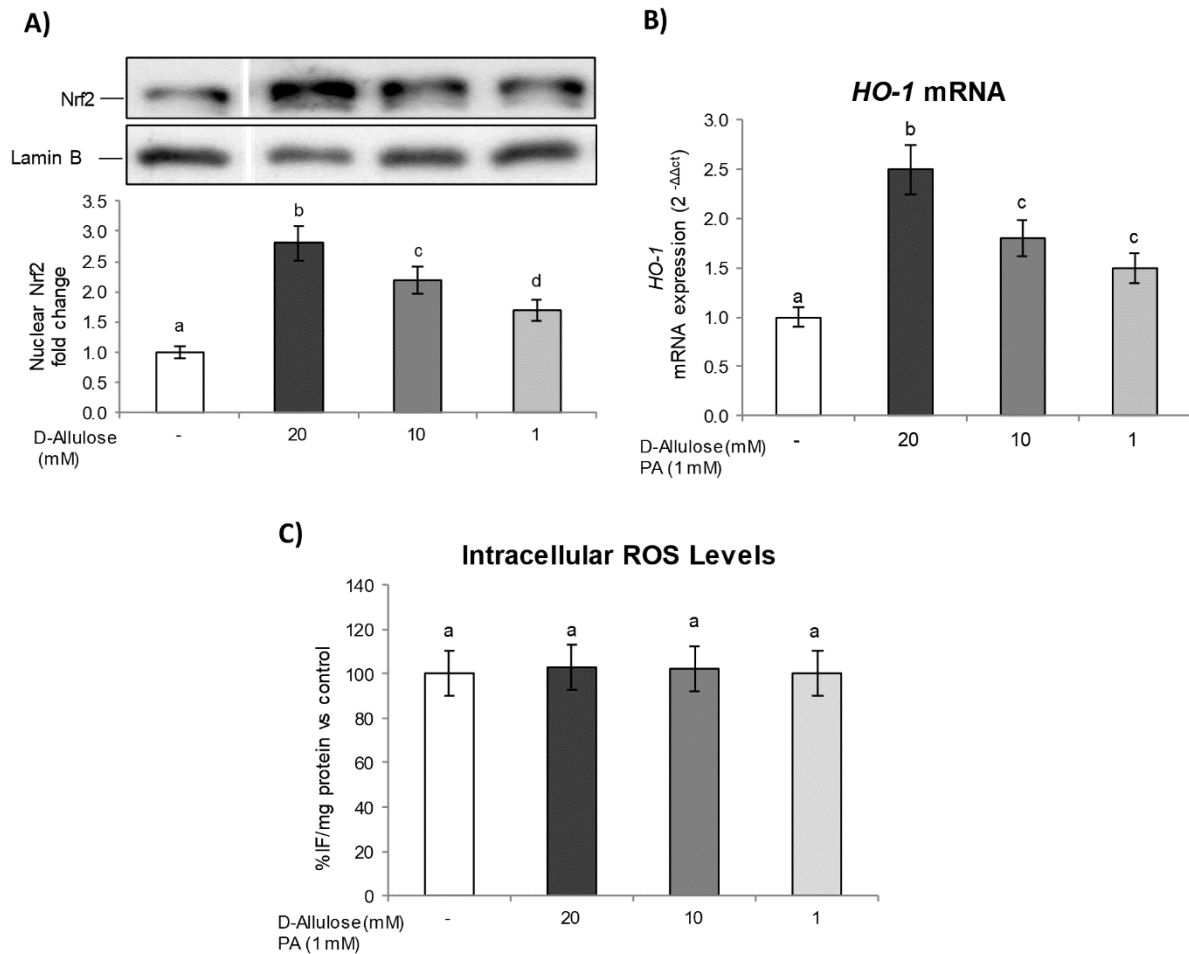 A)
Nrf2
Lamin B
Nuclear Nrf2
fold change
3.5
3.0
2.5
2.0
1.5
1.0
0.5
0.0
a
b
c
d
D-Allulose
(mM)
- 20 10 1
B)
HO-1 mRNA
HO-1
mRNA expression (2 -ΔΔct)
3.0
2.5
2.0
1.5
1.0
0.5
0.0
a
b
c
c
D-Allulose (mM)
- 20 10 1
PA (1 mM)
C)
Intracellular ROS Levels
%IF/mg protein vs control
140
120
100
80
60
40
20
0
a
a
a
a
D-Allulose (mM)
- 20 10 1
PA (1 mM)